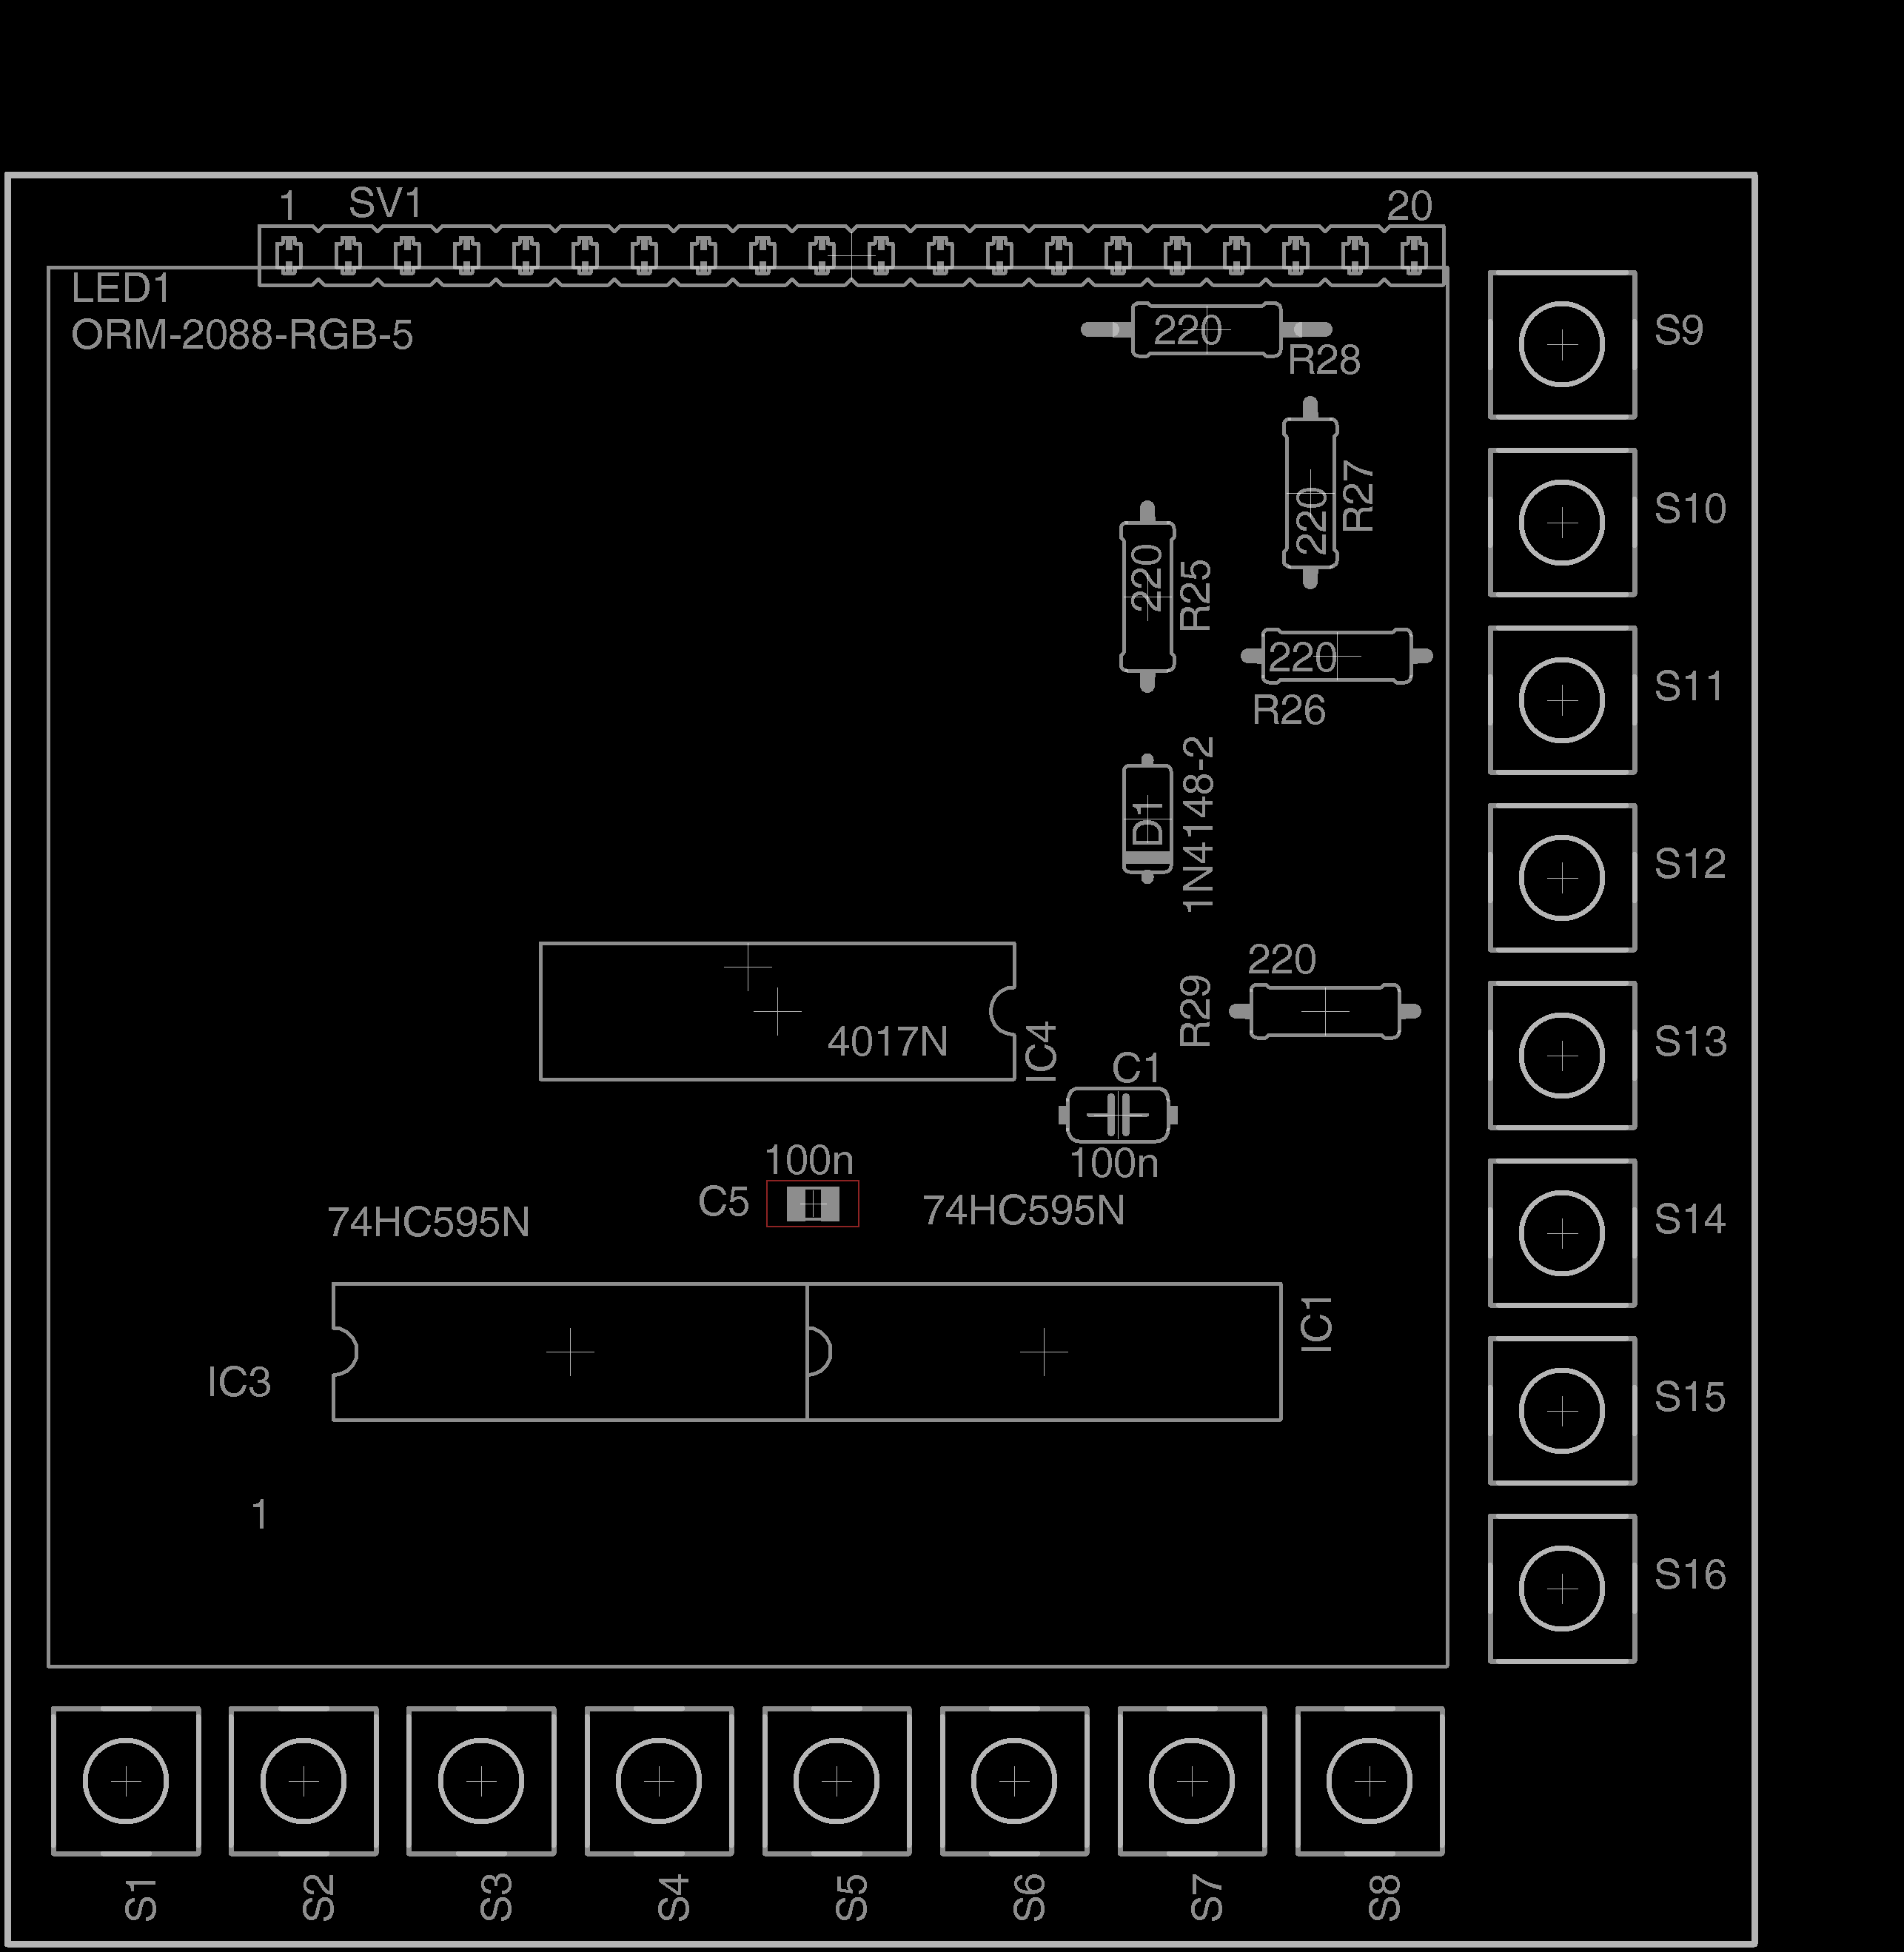 1 SV1 20
LED1
ORM-2088-RGB-5
220
R28
S9
220
R27
S10
220
R25
220
R26
S11
D1
1N4148-2
S12
220
R29
4017N
IC4
S13
C1
100n
100n
C5
74HC595N
74HC595N
S14
IC3
IC1
S15
1
S16
S1 S2 S3 S4 S5 S6 S7 S8